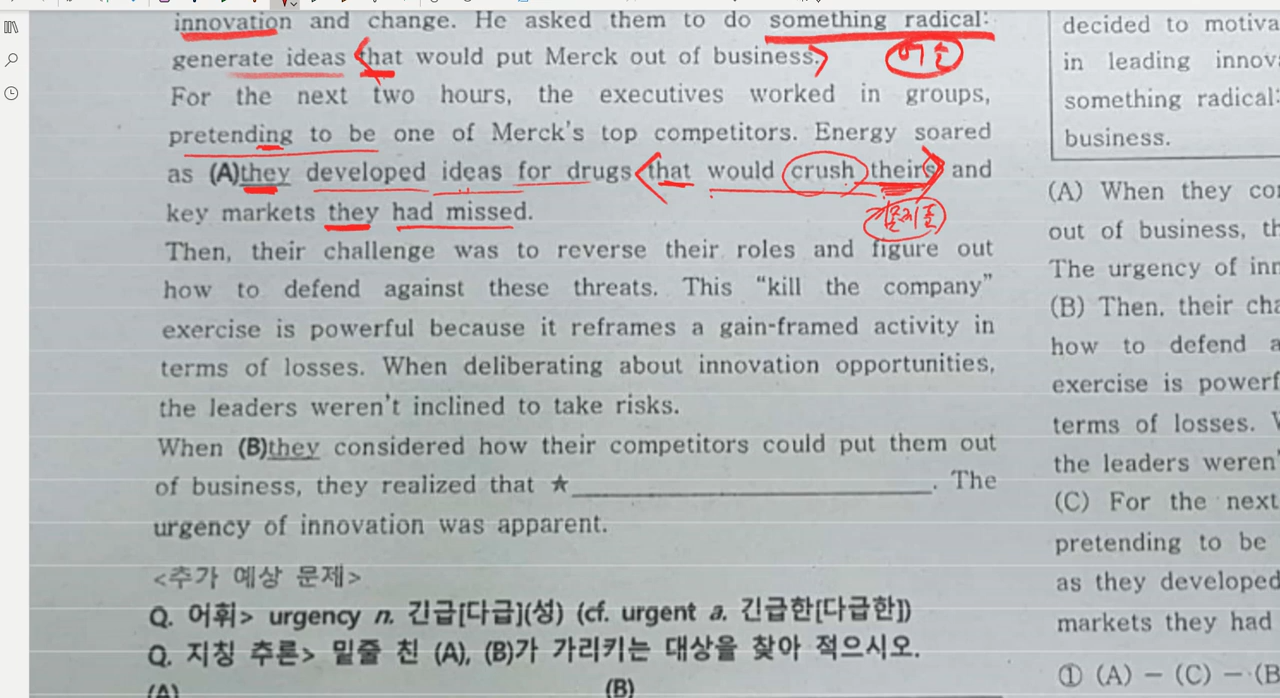 innovation and change. He asked them to do something radical:
generate ideas that would put Merck out of business.
어순
For the next two hours, the executives worked in groups,
pretending to be one of Merck's top competitors. Energy soared
as (A)they developed ideas for drugs that would crush theirs and
key markets they had missed.
Then, their challenge was to reverse their roles and figure out
how to defend against these threats. This “kill the company”
exercise is powerful because it reframes a gain-framed activity in
terms of losses. When deliberating about innovation opportunities,
the leaders weren't inclined to take risks.
When (B)they considered how their competitors could put them out
of business, they realized that ★____________________. The
urgency of innovation was apparent.
<추가 예상 문제>
Q. 어휘> urgency n. 긴급[다급](성) (cf. urgent a. 긴급한[다급한])
Q. 지칭 추론> 밑줄 친 (A), (B)가 가리키는 대상을 찾아 적으시오.
(A) (B)
decided to motiva
in leading innov
something radical:
business.
(A) When they co
out of business, th
The urgency of inn
(B) Then, their cha
how to defend a
exercise is powerf
terms of losses. W
the leaders weren'
(C) For the next
pretending to be
as they developed
markets they had
① (A) - (C) - (B